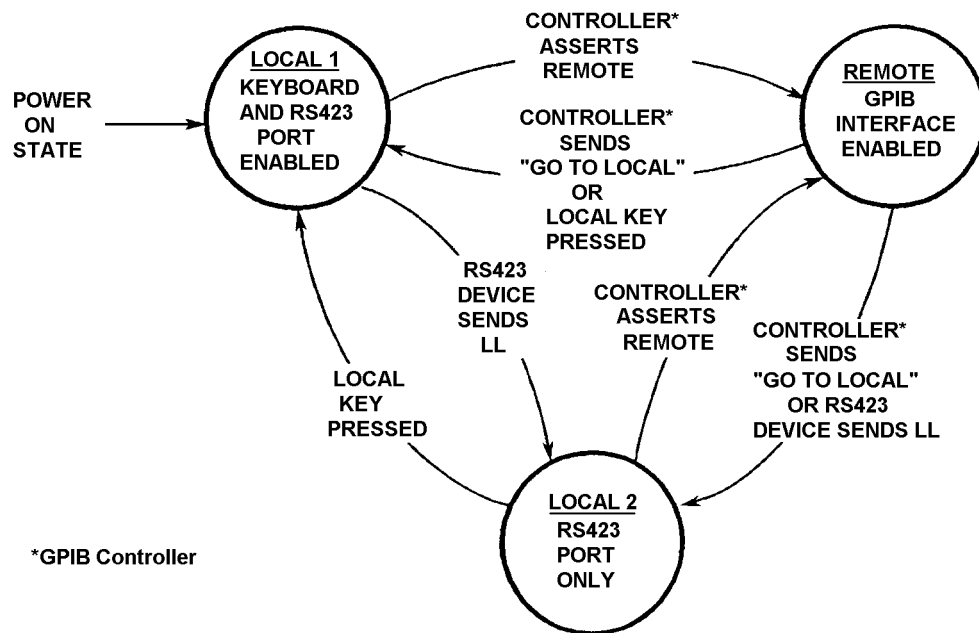 POWER
ON
STATE
LOCAL 1
KEYBOARD
AND RS423
PORT
ENABLED
CONTROLLER*
ASSERTS
REMOTE
REMOTE
GPIB
INTERFACE
ENABLED
CONTROLLER*
SENDS
"GO TO LOCAL"
OR
LOCAL KEY
PRESSED
RS423
DEVICE
SENDS
LL
CONTROLLER*
ASSERTS
REMOTE
CONTROLLER*
SENDS
"GO TO LOCAL"
OR RS423
DEVICE SENDS LL
LOCAL
KEY
PRESSED
LOCAL 2
RS423
PORT
ONLY
*GPIB Controller